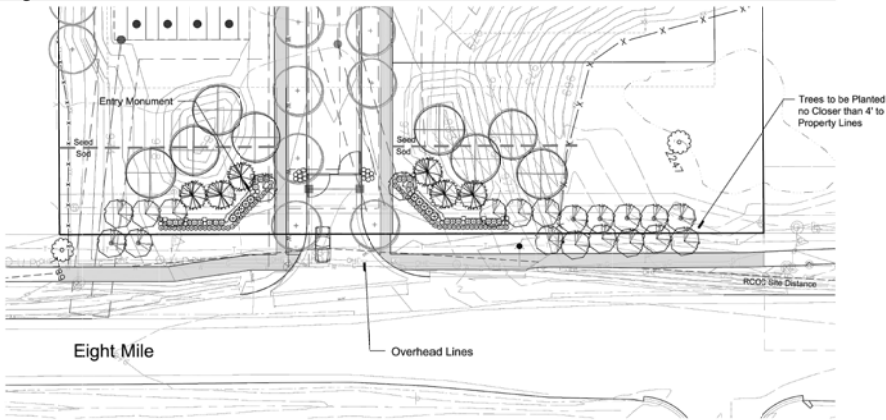 Entry Monument
Seed
Sod
Seed
Sod
Trees to be Planted
no Closer than 4' to
Property Lines
1247
RCOC Site Distance
Eight Mile
Overhead Lines